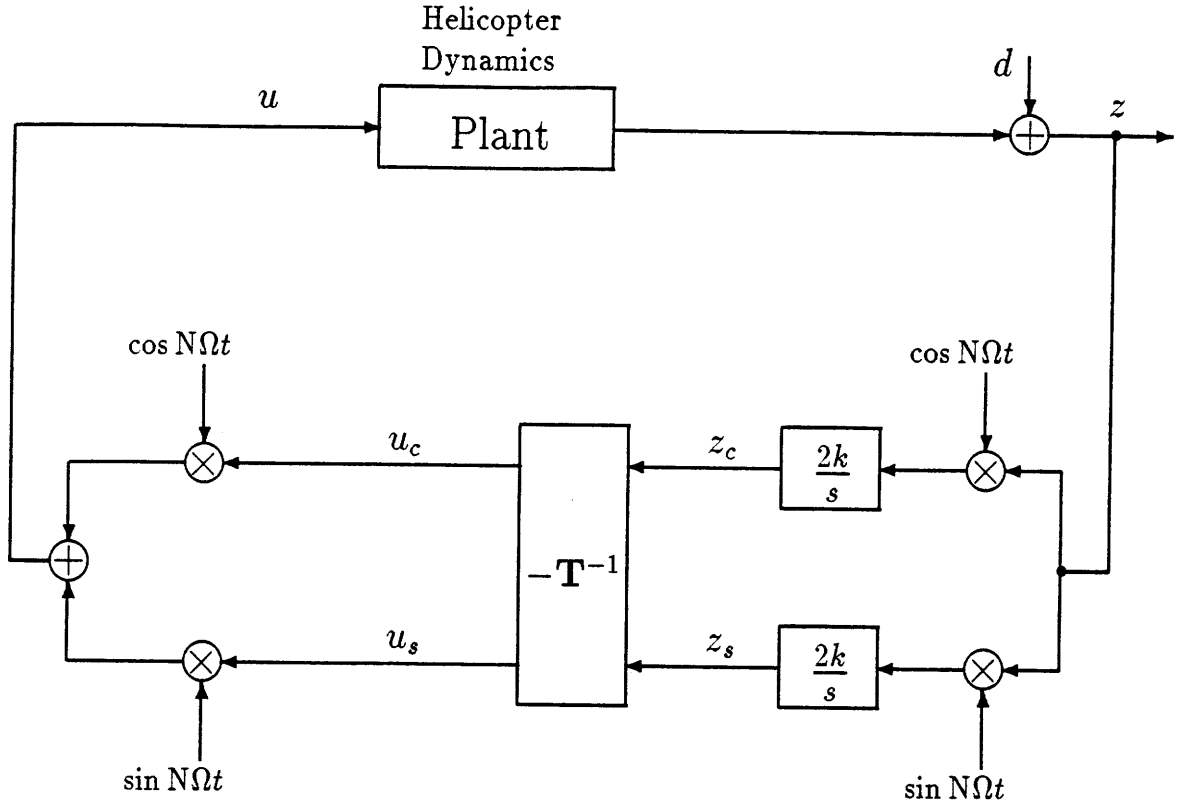 Helicopter
Dynamics
d
u
z
Plant
cos NΩt
cos NΩt
u_c
z_c
2k
s
−T⁻¹
u_s
z_s
2k
s
sin NΩt
sin NΩt